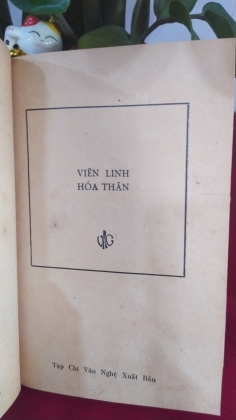 VIÊN LINH
HÓA THÂN
Tạp Chí Văn Nghệ Xuất Bản